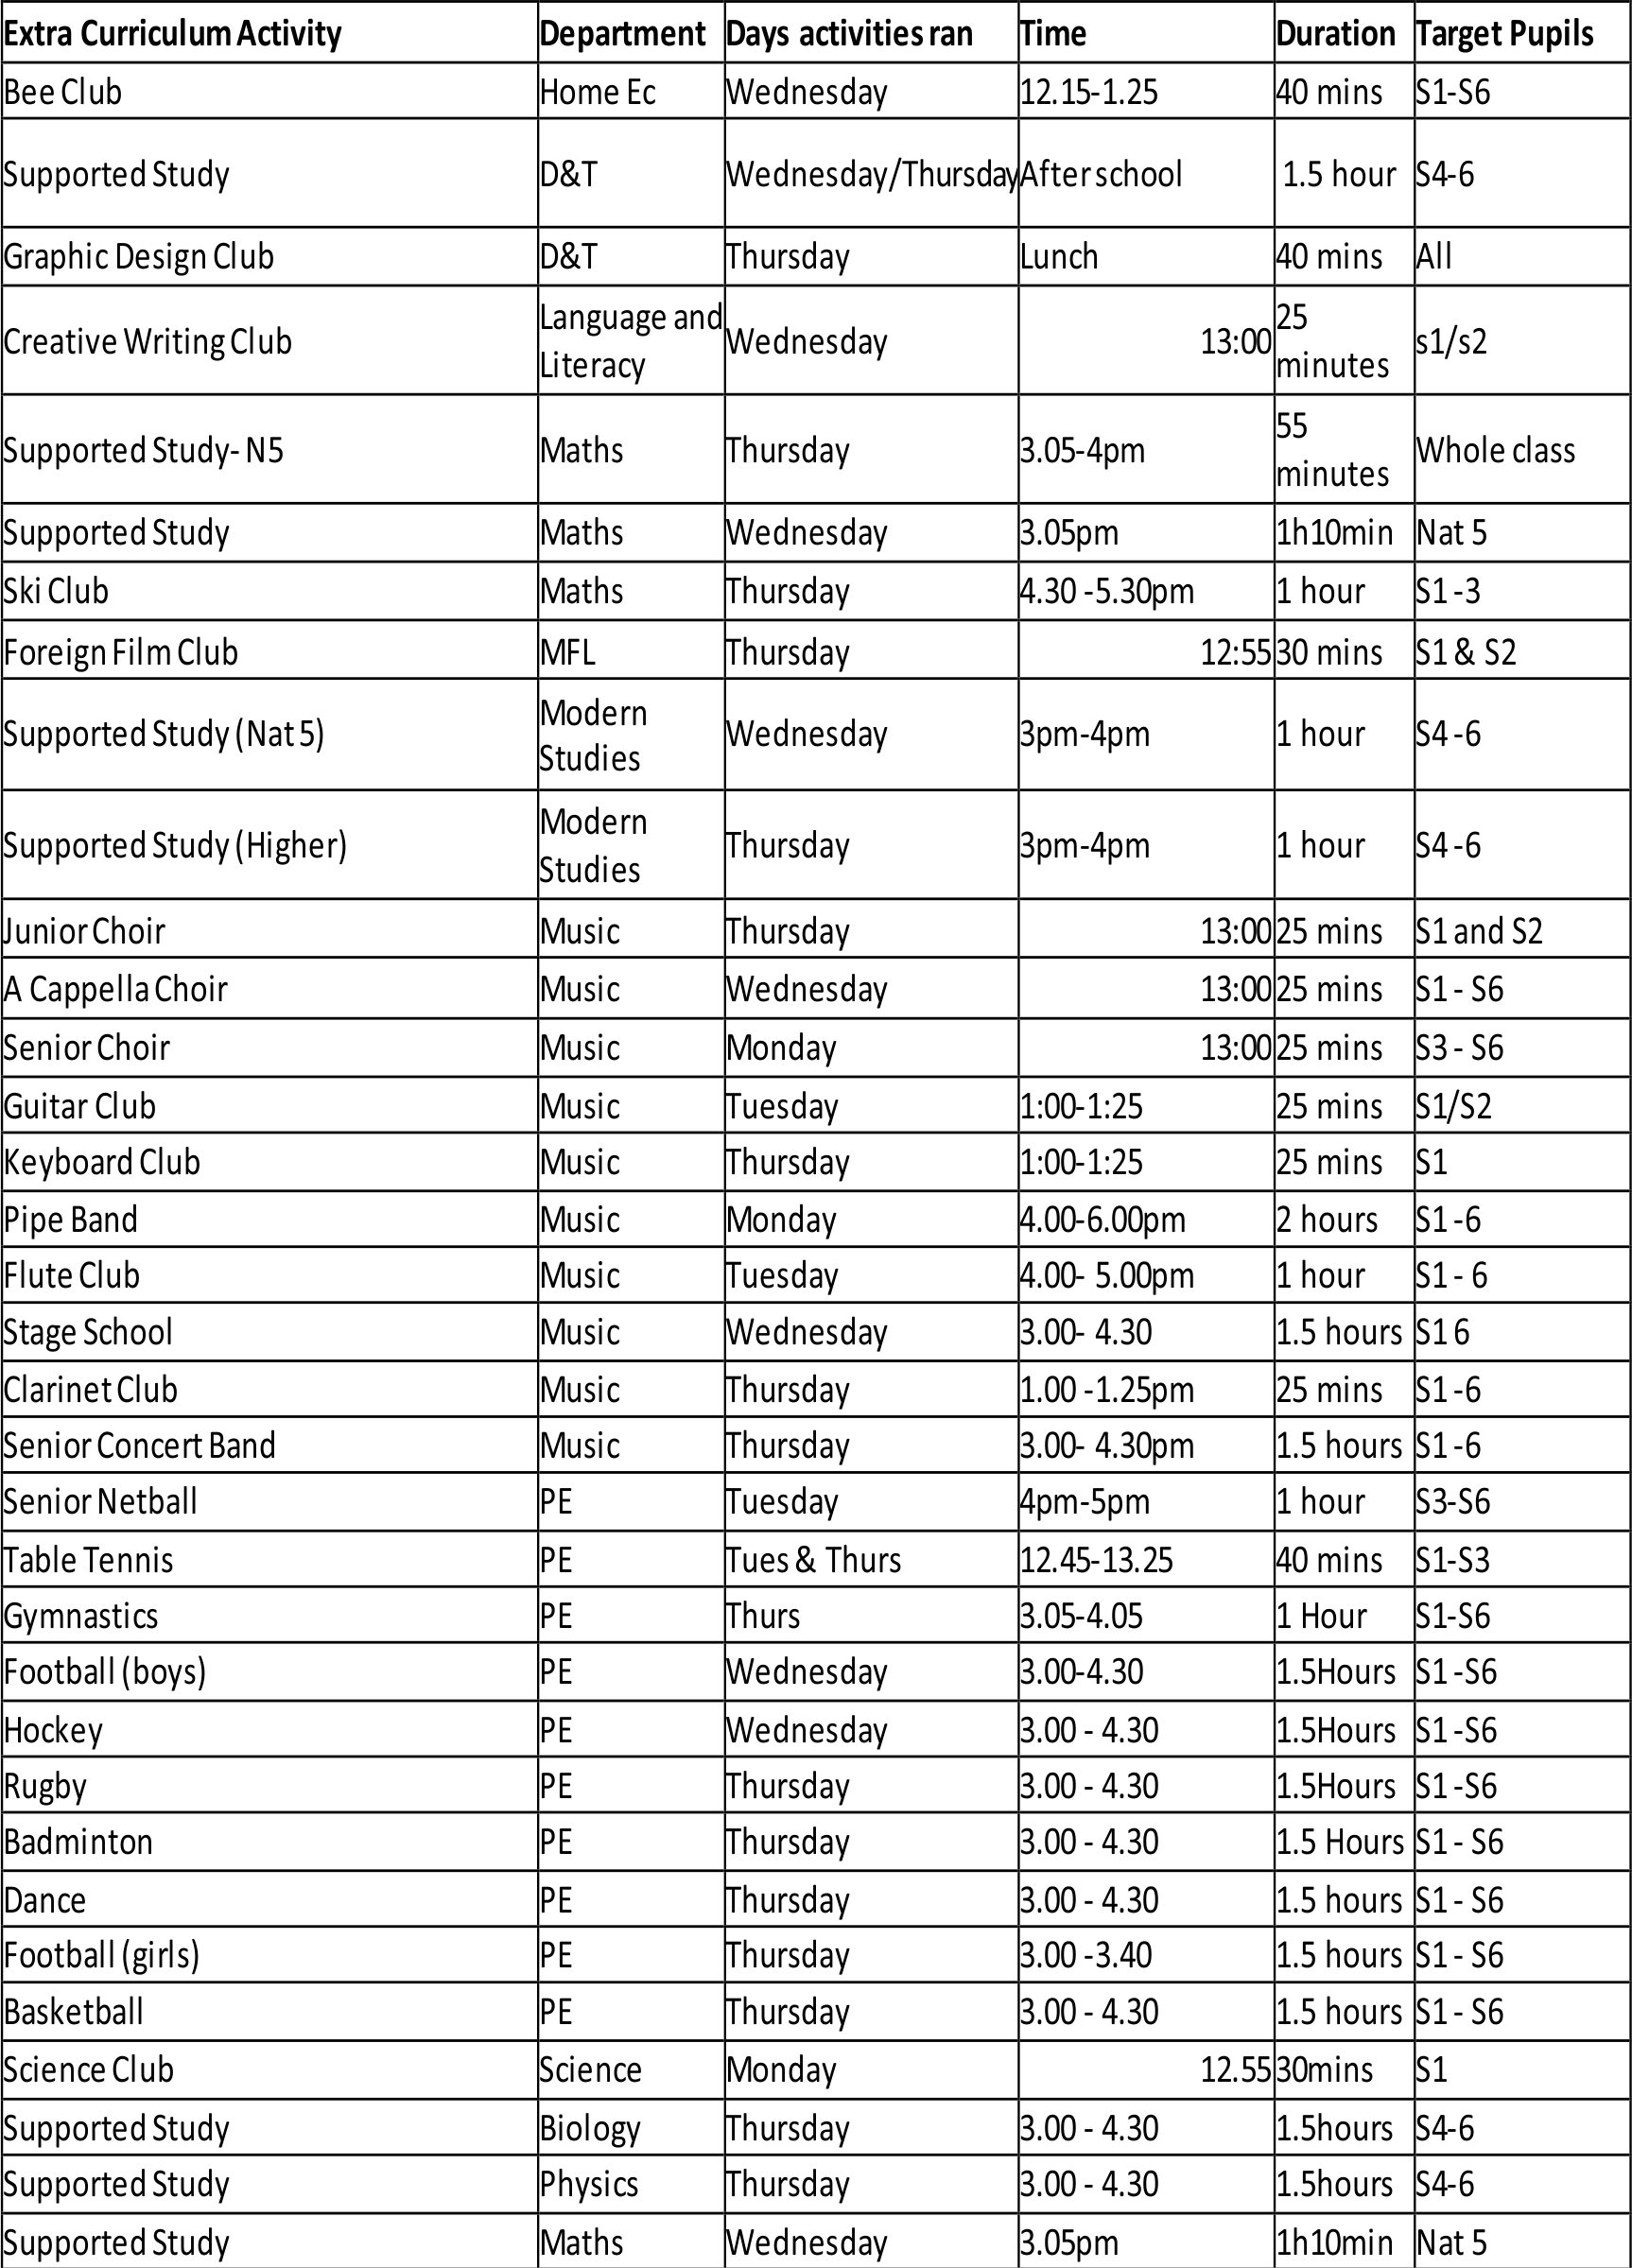 Extra Curriculum Activity Department Days activities ran Time Duration Target Pupils
Bee Club Home Ec Wednesday 12.15-1.25 40 mins S1-S6
Supported Study D&T Wednesday/Thursday After school 1.5 hour S4-6
Graphic Design Club D&T Thursday Lunch 40 mins All
Creative Writing Club Language and Literacy Wednesday 13:00 25 minutes s1/s2
Supported Study- N5 Maths Thursday 3.05-4pm 55 minutes Whole class
Supported Study Maths Wednesday 3.05pm 1h10min Nat 5
Ski Club Maths Thursday 4.30 -5.30pm 1 hour S1 -3
Foreign Film Club MFL Thursday 12:55 30 mins S1 & S2
Supported Study (Nat 5) Modern Studies Wednesday 3pm-4pm 1 hour S4 -6
Supported Study (Higher) Modern Studies Thursday 3pm-4pm 1 hour S4 -6
Junior Choir Music Thursday 13:00 25 mins S1 and S2
A Cappella Choir Music Wednesday 13:00 25 mins S1 - S6
Senior Choir Music Monday 13:00 25 mins S3 - S6
Guitar Club Music Tuesday 1:00-1:25 25 mins S1/S2
Keyboard Club Music Thursday 1:00-1:25 25 mins S1
Pipe Band Music Monday 4.00-6.00pm 2 hours S1 -6
Flute Club Music Tuesday 4.00- 5.00pm 1 hour S1 - 6
Stage School Music Wednesday 3.00- 4.30 1.5 hours S1 6
Clarinet Club Music Thursday 1.00 -1.25pm 25 mins S1 -6
Senior Concert Band Music Thursday 3.00- 4.30pm 1.5 hours S1 -6
Senior Netball PE Tuesday 4pm-5pm 1 hour S3-S6
Table Tennis PE Tues & Thurs 12.45-13.25 40 mins S1-S3
Gymnastics PE Thurs 3.05-4.05 1 Hour S1-S6
Football (boys) PE Wednesday 3.00-4.30 1.5Hours S1 -S6
Hockey PE Wednesday 3.00 - 4.30 1.5Hours S1 -S6
Rugby PE Thursday 3.00 - 4.30 1.5Hours S1 -S6
Badminton PE Thursday 3.00 - 4.30 1.5 Hours S1 - S6
Dance PE Thursday 3.00 - 4.30 1.5 hours S1 - S6
Football (girls) PE Thursday 3.00 -3.40 1.5 hours S1 - S6
Basketball PE Thursday 3.00 - 4.30 1.5 hours S1 - S6
Science Club Science Monday 12.55 30mins S1
Supported Study Biology Thursday 3.00 - 4.30 1.5hours S4-6
Supported Study Physics Thursday 3.00 - 4.30 1.5hours S4-6
Supported Study Maths Wednesday 3.05pm 1h10min Nat 5